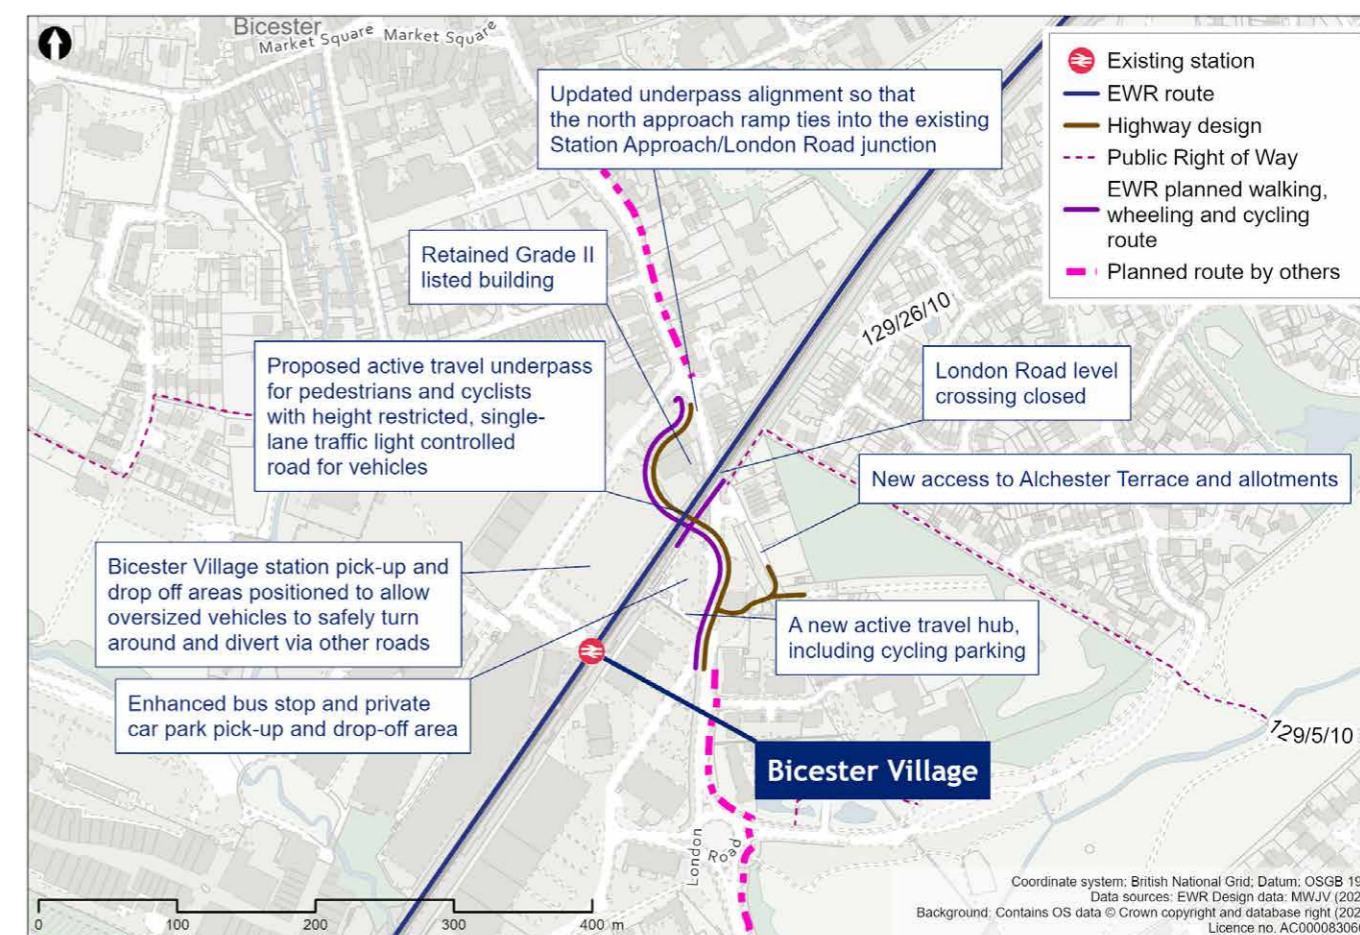 Bicester
Market Square
Market Square
Existing station
EWR route
Highway design
Public Right of Way
EWR planned walking,
wheeling and cycling
route
Planned route by others
Updated underpass alignment so that
the north approach ramp ties into the existing
Station Approach/London Road junction
Retained Grade II
listed building
129/26/10
Proposed active travel underpass
for pedestrians and cyclists
with height restricted, single-
lane traffic light controlled
road for vehicles
London Road level
crossing closed
New access to Alchester Terrace and allotments
Bicester Village station pick-up and
drop off areas positioned to allow
oversized vehicles to safely turn
around and divert via other roads
A new active travel hub,
including cycling parking
Enhanced bus stop and private
car park pick-up and drop-off area
129/5/10
Bicester Village
London
Road
0 100 200 300 400 m
Coordinate system: British National Grid; Datum: OSGB 19
Data sources: EWR Design data: MWJV (202
Background: Contains OS data © Crown copyright and database right (202
Licence no. AC000083060